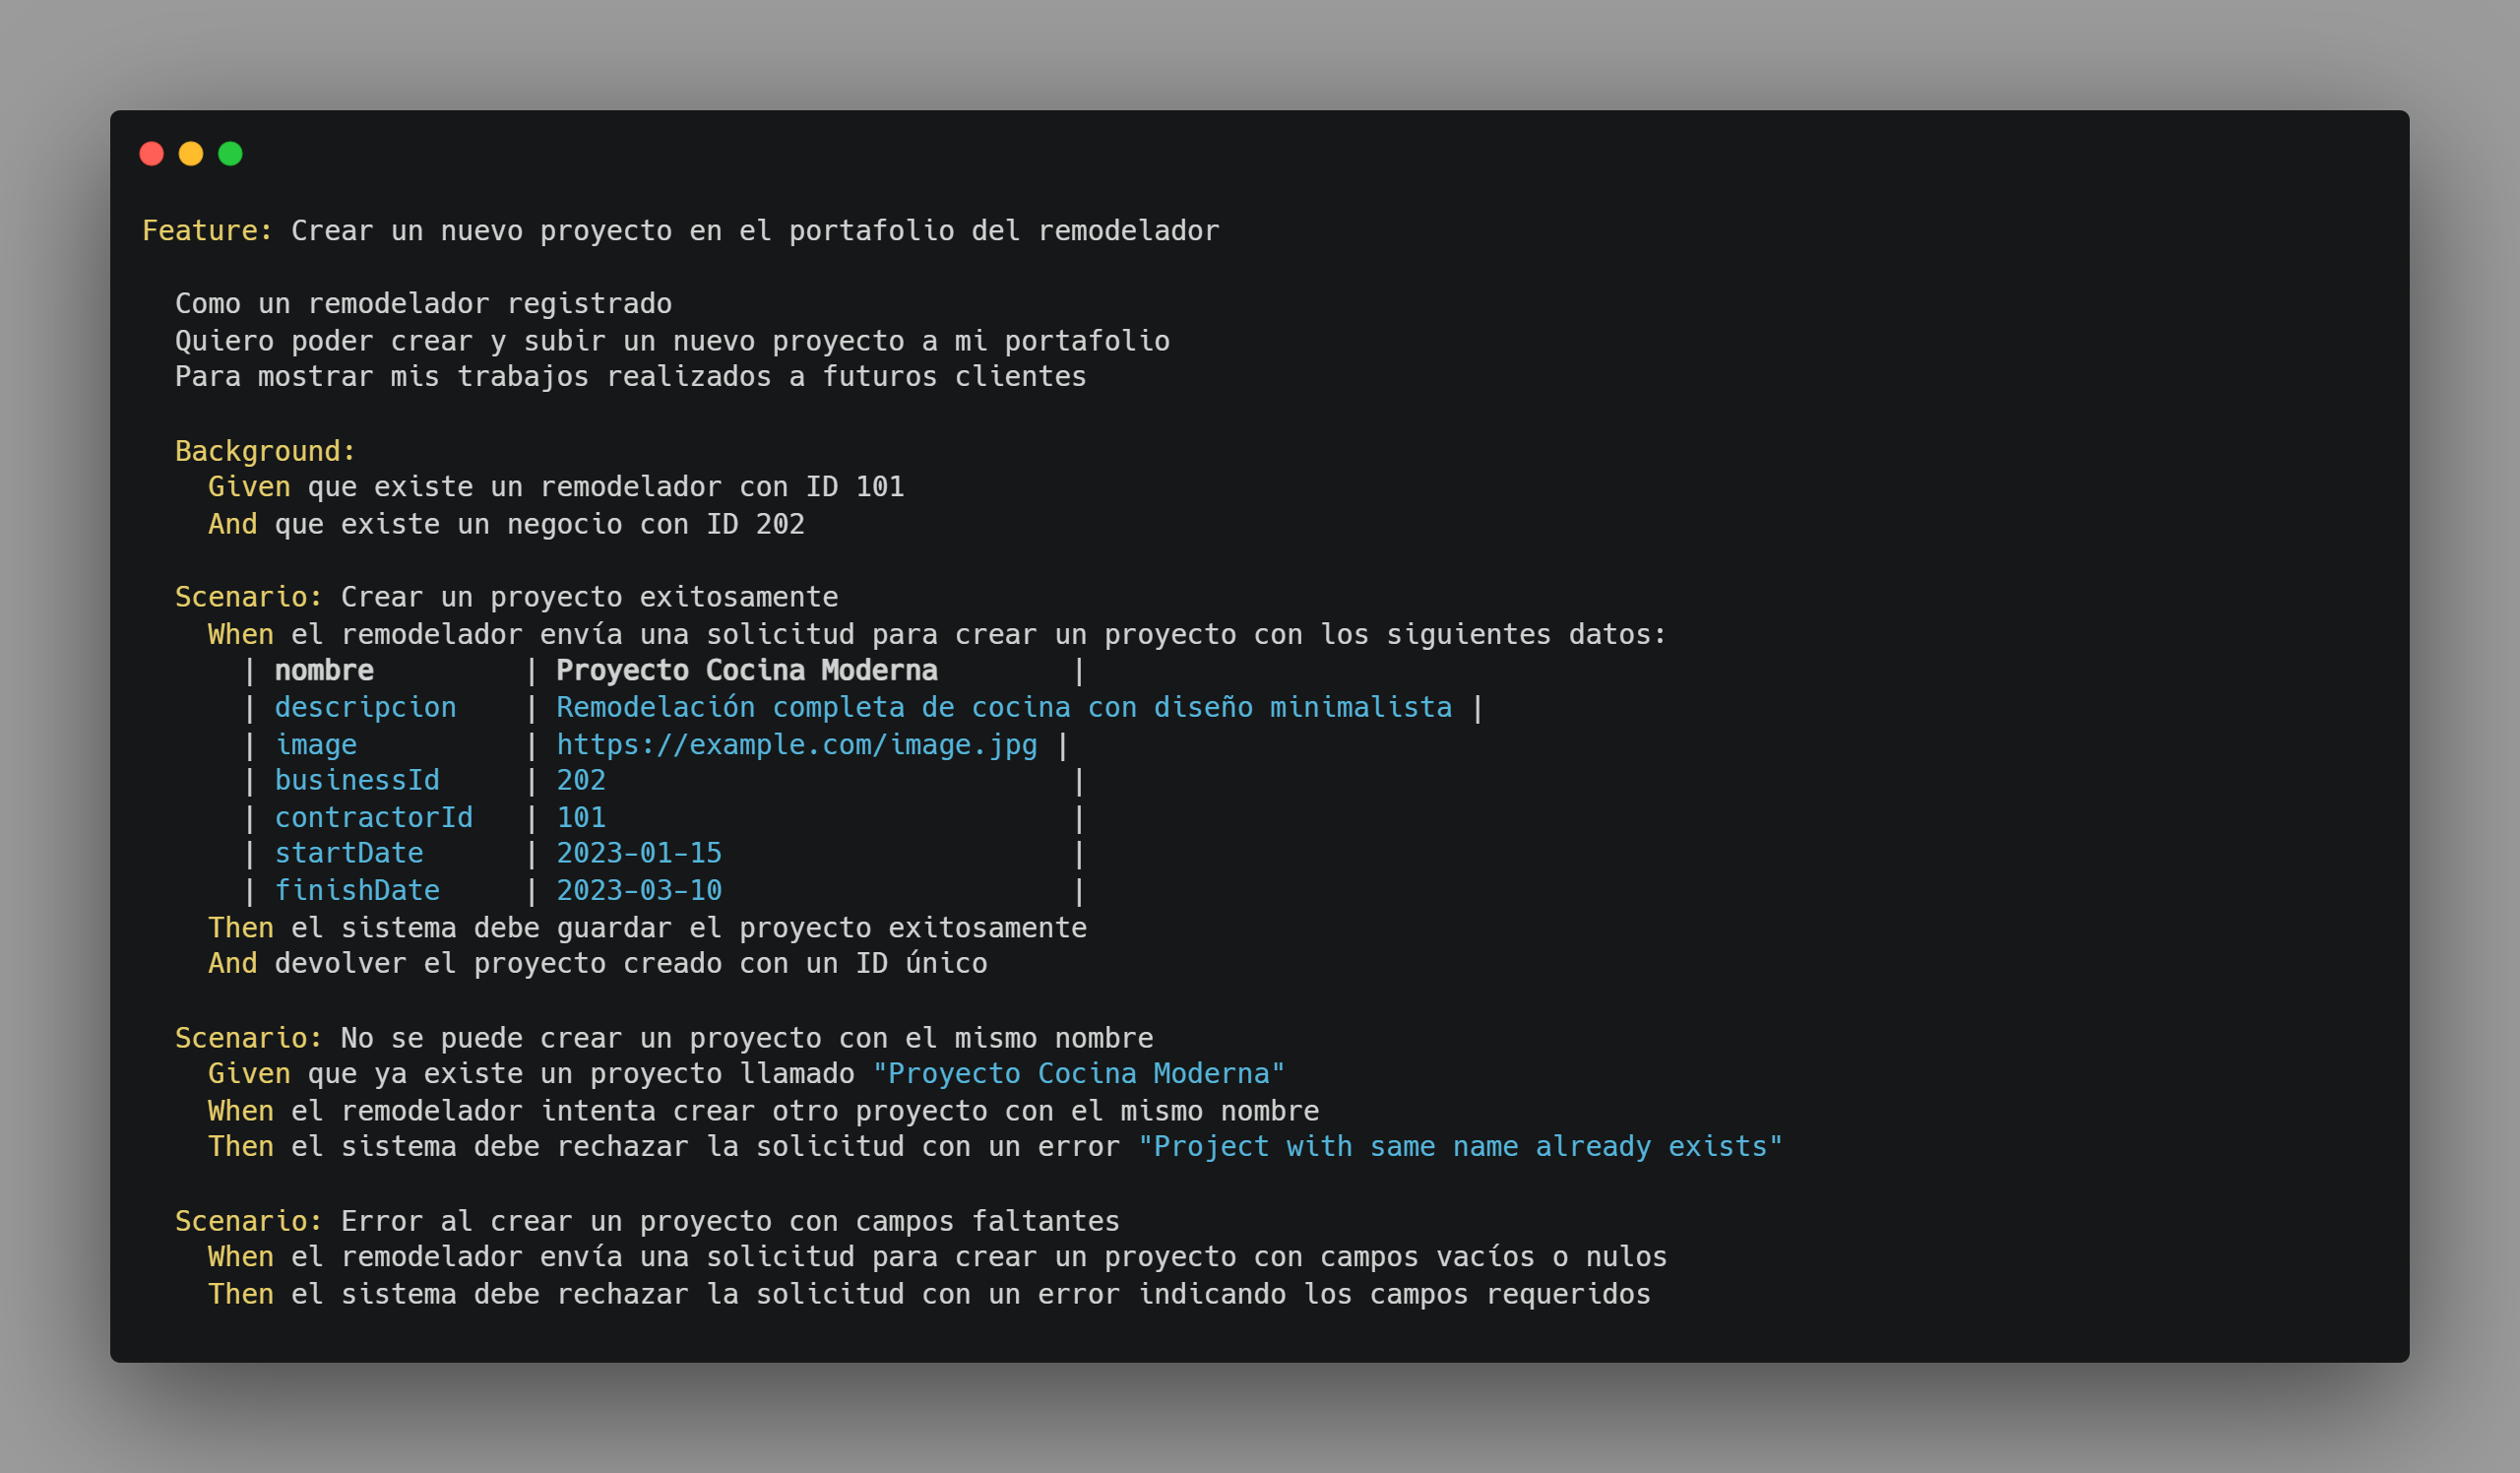 Feature: Crear un nuevo proyecto en el portafolio del remodelador
Como un remodelador registrado
Quiero poder crear y subir un nuevo proyecto a mi portafolio
Para mostrar mis trabajos realizados a futuros clientes
Background:
Given que existe un remodelador con ID 101
And que existe un negocio con ID 202
Scenario: Crear un proyecto exitosamente
When el remodelador envía una solicitud para crear un proyecto con los siguientes datos:
| nombre | Proyecto Cocina Moderna |
| descripcion | Remodelación completa de cocina con diseño minimalista |
| image | https://example.com/image.jpg |
| businessId | 202 |
| contractorId | 101 |
| startDate | 2023-01-15 |
| finishDate | 2023-03-10 |
Then el sistema debe guardar el proyecto exitosamente
And devolver el proyecto creado con un ID único
Scenario: No se puede crear un proyecto con el mismo nombre
Given que ya existe un proyecto llamado "Proyecto Cocina Moderna"
When el remodelador intenta crear otro proyecto con el mismo nombre
Then el sistema debe rechazar la solicitud con un error "Project with same name already exists"
Scenario: Error al crear un proyecto con campos faltantes
When el remodelador envía una solicitud para crear un proyecto con campos vacíos o nulos
Then el sistema debe rechazar la solicitud con un error indicando los campos requeridos